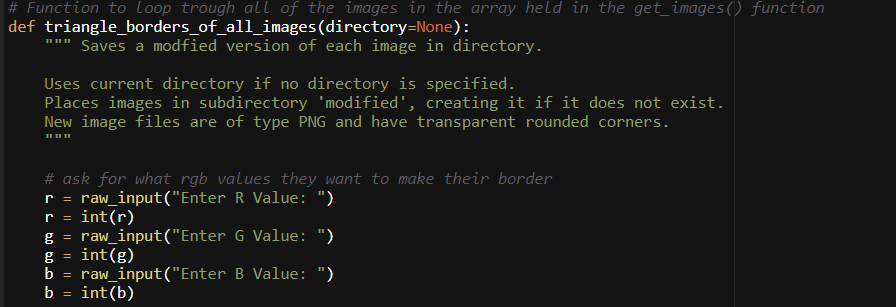 # Function to loop trough all of the images in the array held in the get_images() function
def triangle_borders_of_all_images(directory=None):
    """ Saves a modfied version of each image in directory.

    Uses current directory if no directory is specified.
    Places images in subdirectory 'modified', creating it if it does not exist.
    New image files are of type PNG and have transparent rounded corners.
    """

    # ask for what rgb values they want to make their border
    r = raw_input("Enter R Value: ")
    r = int(r)
    g = raw_input("Enter G Value: ")
    g = int(g)
    b = raw_input("Enter B Value: ")
    b = int(b)